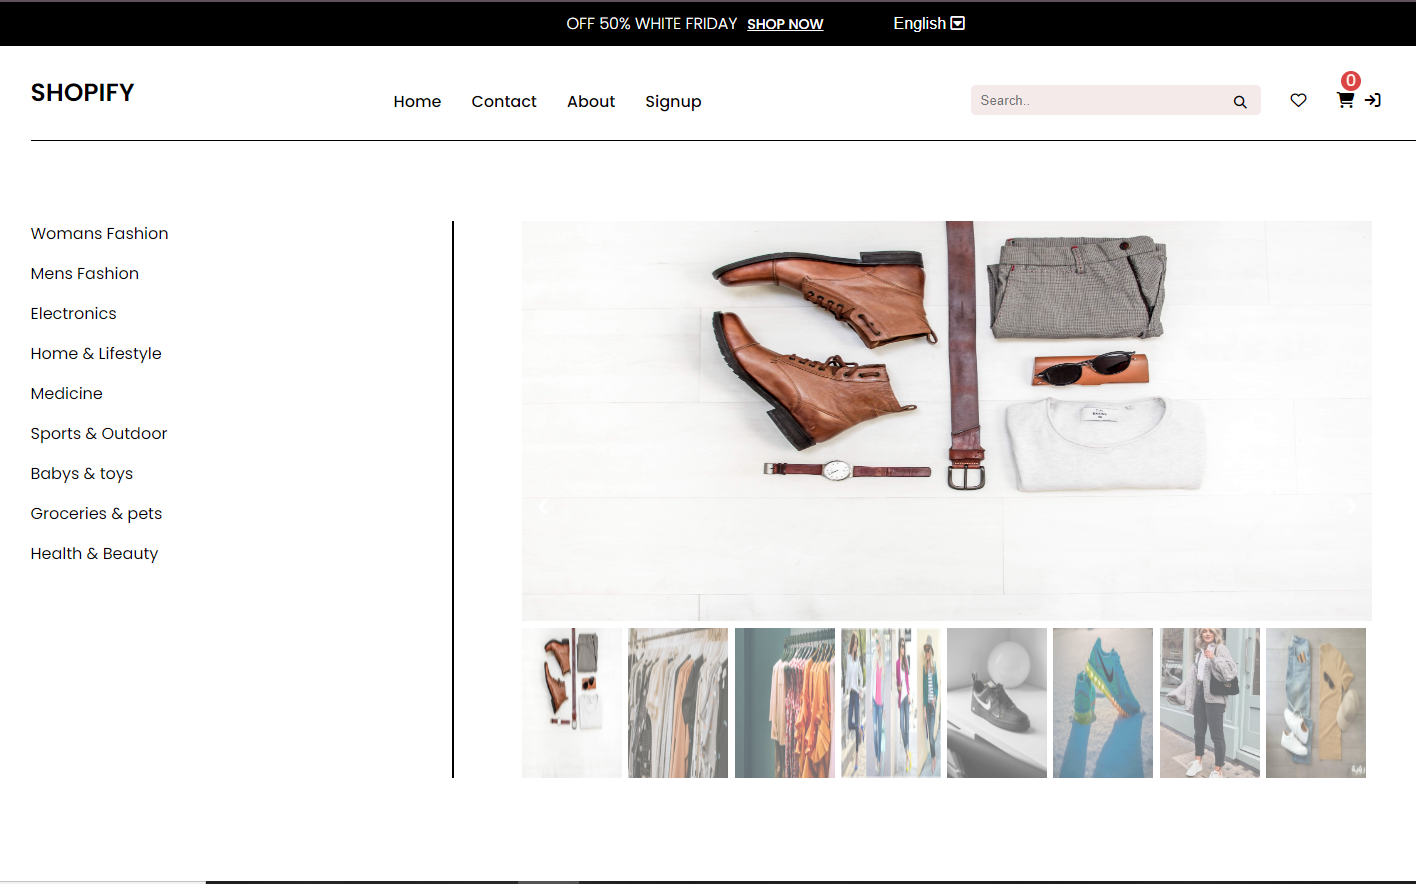 OFF 50% WHITE FRIDAY SHOP NOW English
SHOPIFY
Home Contact About Signup
Search..
0
Womans Fashion
Mens Fashion
Electronics
Home & Lifestyle
Medicine
Sports & Outdoor
Babys & toys
Groceries & pets
Health & Beauty